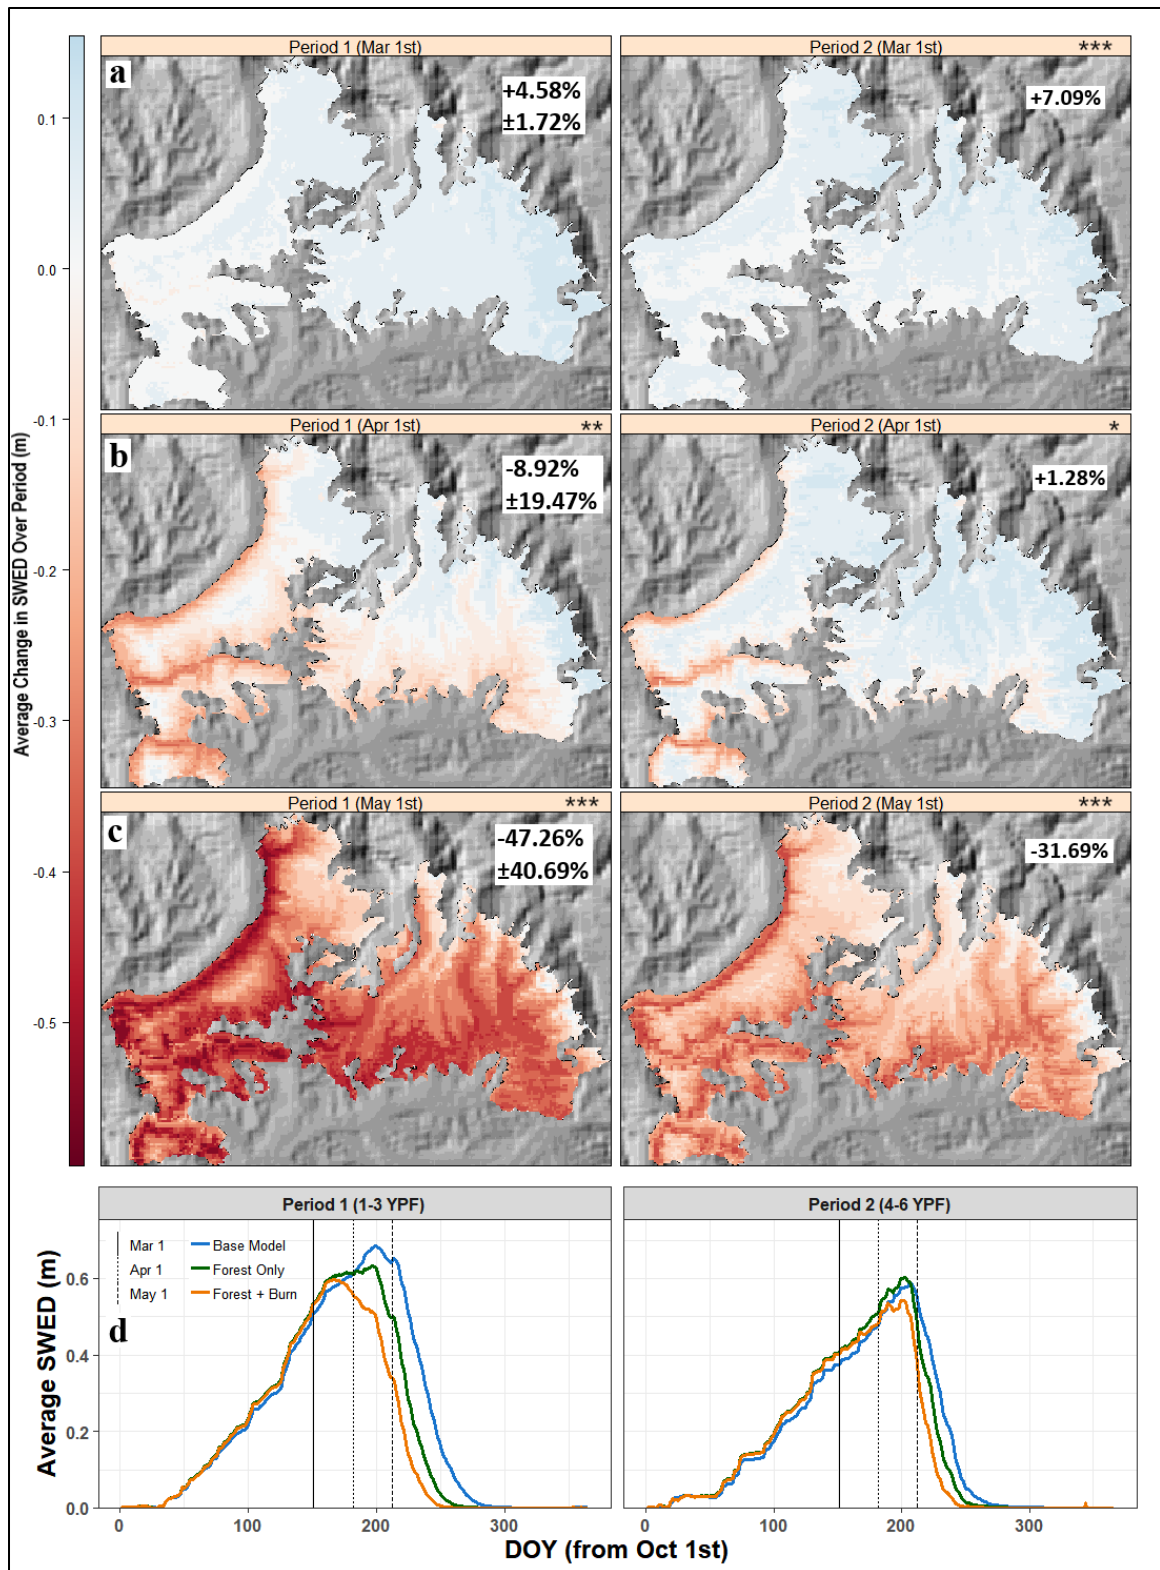 Period 1 (Mar 1st)
Period 2 (Mar 1st) ***
a
+4.58%
±1.72%
+7.09%
Period 1 (Apr 1st) **
Period 2 (Apr 1st) *
b
-8.92%
±19.47%
+1.28%
Period 1 (May 1st) ***
Period 2 (May 1st) ***
c
-47.26%
±40.69%
-31.69%
0.1
0.0
-0.1
-0.2
-0.3
-0.4
-0.5
Average Change in SWED Over Period (m)
Period 1 (1-3 YPF)
Period 2 (4-6 YPF)
Mar 1
Apr 1
May 1
Base Model
Forest Only
Forest + Burn
d
Average SWED (m)
0.6
0.4
0.2
0.0
0 100 200 300
0 100 200 300
DOY (from Oct 1st)